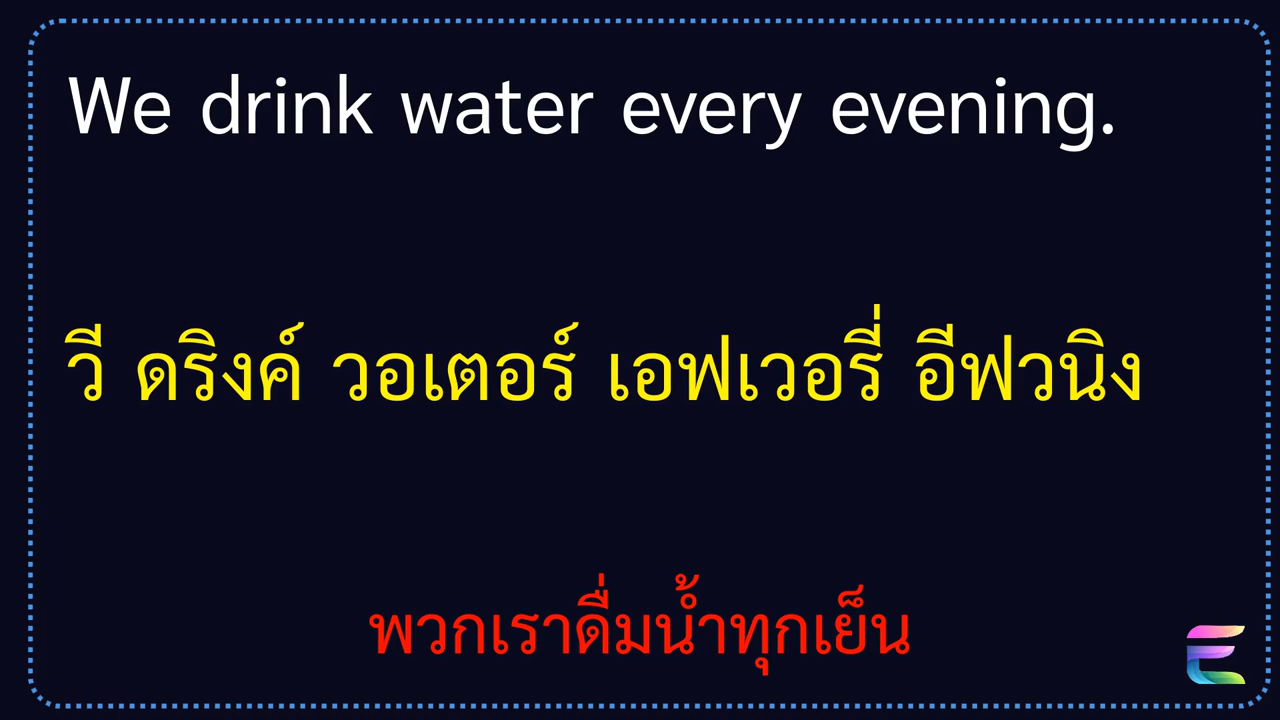 We drink water every evening.
วี ดริงค์ วอเตอร์ เอฟเวอรี่ อีฟวนิง
พวกเราดื่มน้ำทุกเย็น